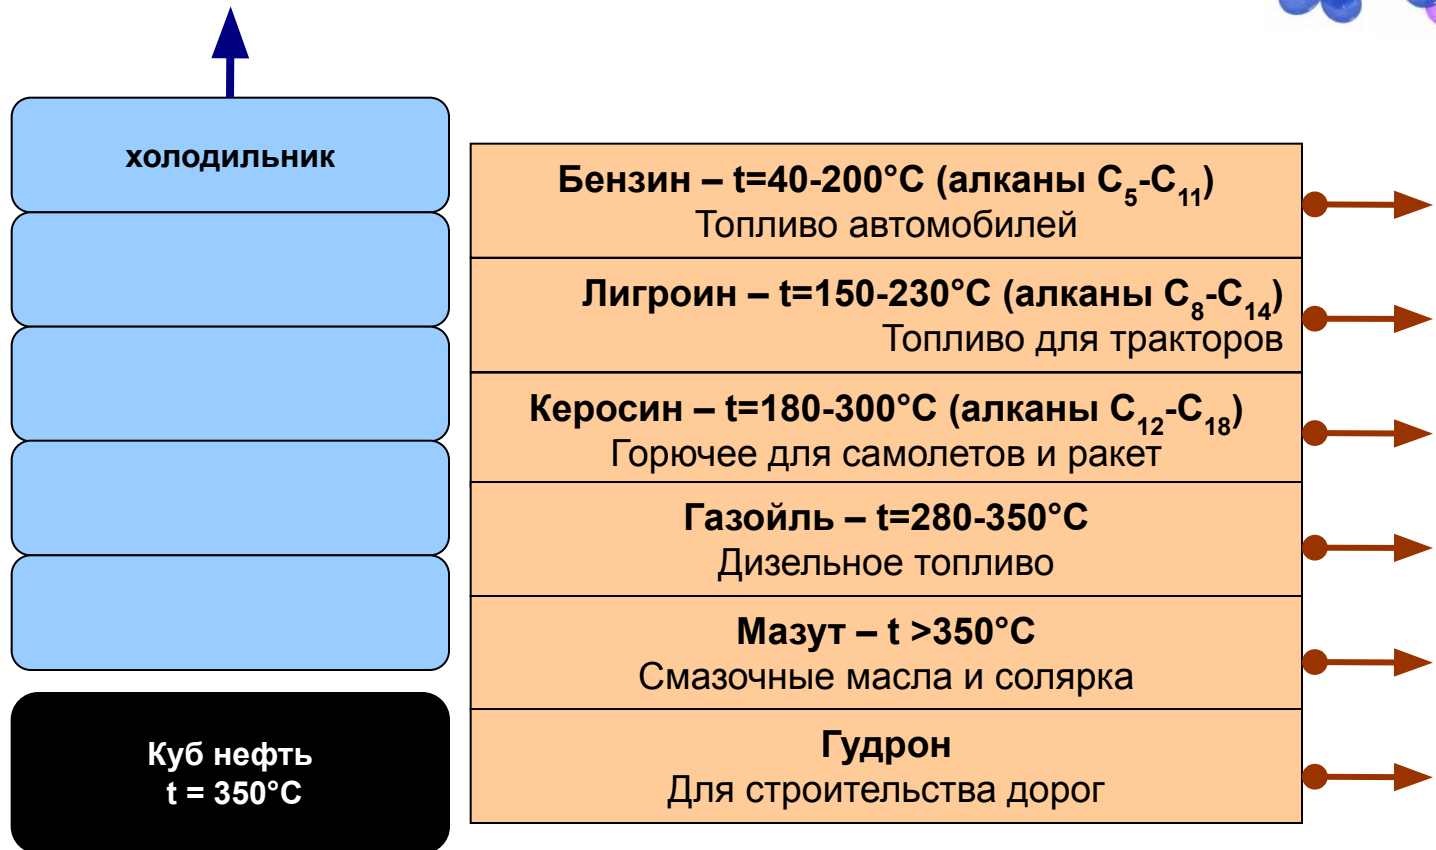 холодильник
Бензин – t=40-200°C (алканы C₅-C₁₁)
Топливо автомобилей
Лигроин – t=150-230°C (алканы C₈-C₁₄)
Топливо для тракторов
Керосин – t=180-300°C (алканы C₁₂-C₁₈)
Горючее для самолетов и ракет
Газойль – t=280-350°C
Дизельное топливо
Мазут – t >350°C
Смазочные масла и солярка
Куб нефть
t = 350°C
Гудрон
Для строительства дорог